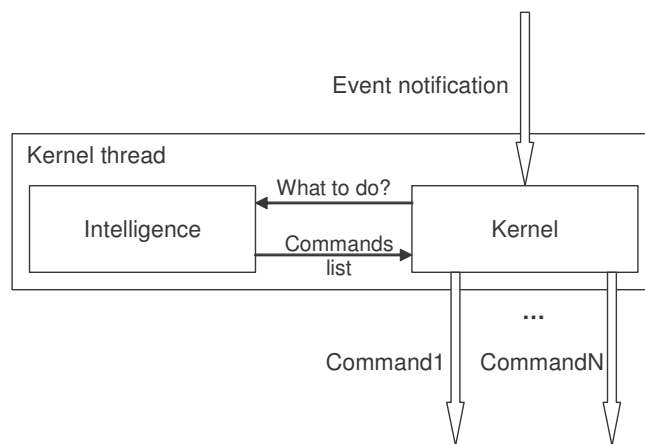 Event notification
Kernel thread
What to do?
Intelligence
Kernel
Commands
list
...
Command1
CommandN